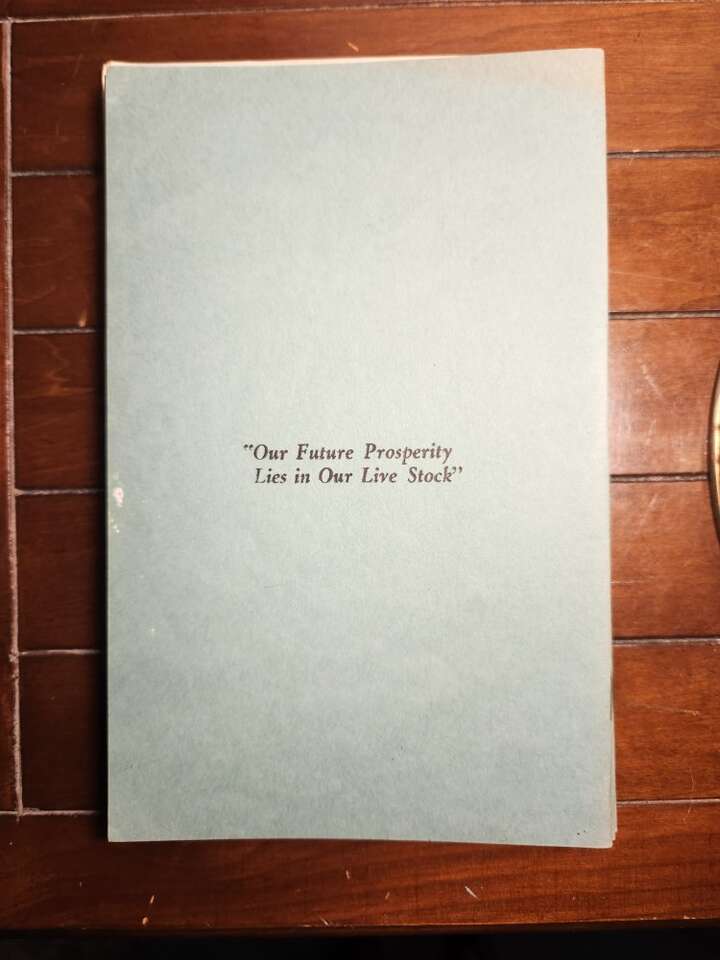 "Our Future Prosperity
Lies in Our Live Stock"